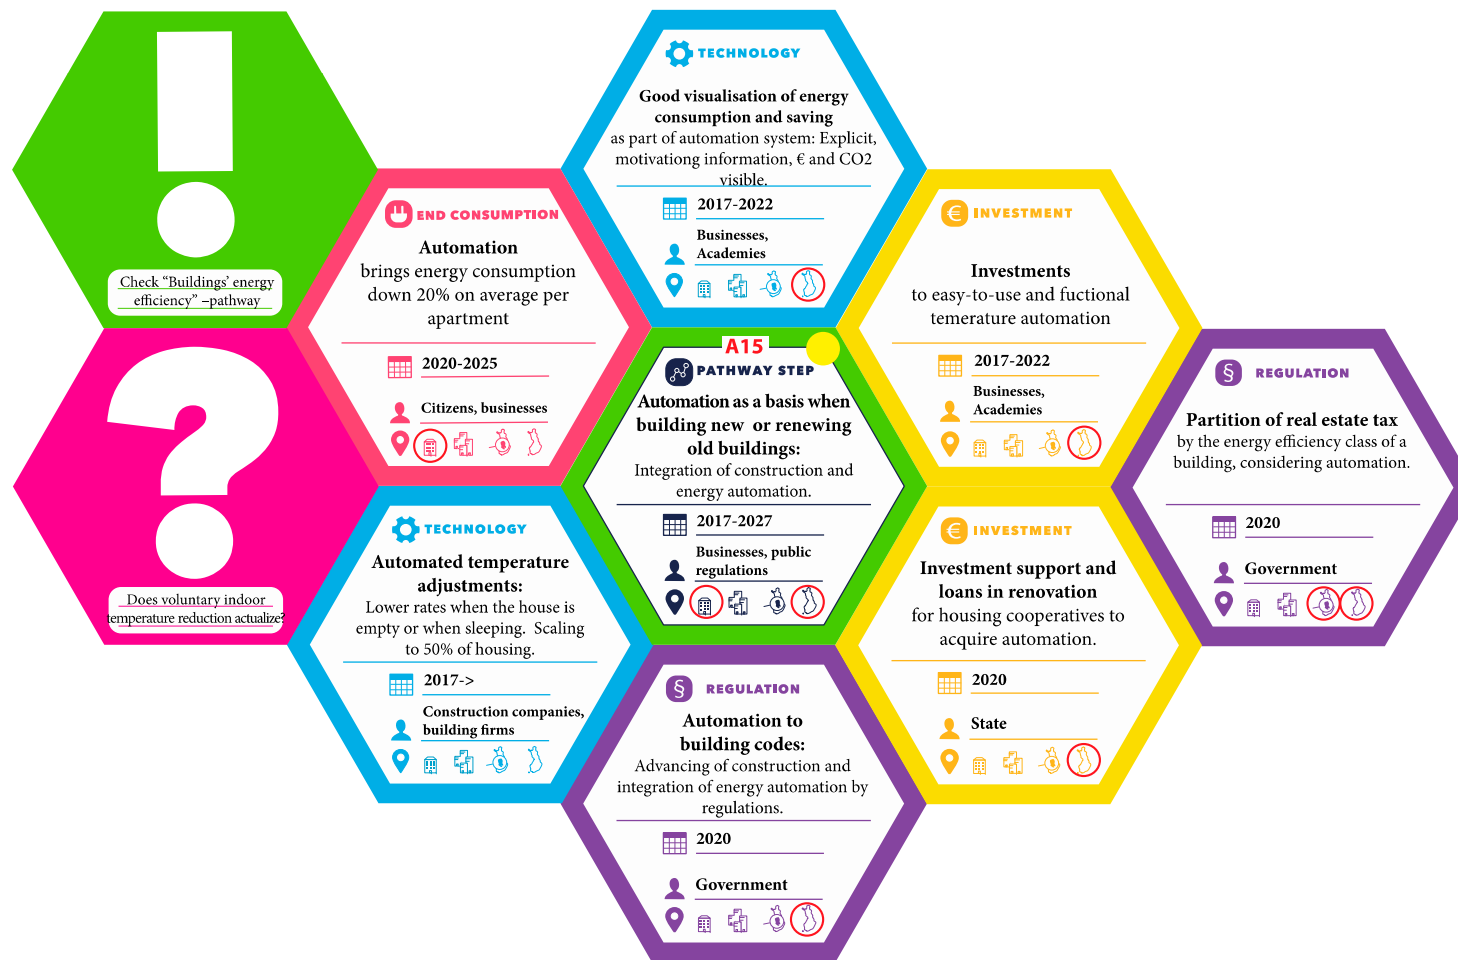 Check “Buildings’ energy
efficiency” –pathway
Does voluntary indoor
temperature reduction actualize?
END CONSUMPTION
Automation
brings energy consumption
down 20% on average per
apartment
2020-2025
Citizens, businesses
TECHNOLOGY
Automated temperature
adjustments:
Lower rates when the house is
empty or when sleeping. Scaling
to 50% of housing.
2017->
Construction companies,
building firms
TECHNOLOGY
Good visualisation of energy
consumption and saving
as part of automation system: Explicit,
motivationg information, € and CO2
visible.
2017-2022
Businesses,
Academies
A15
PATHWAY STEP
Automation as a basis when
building new or renewing
old buildings:
Integration of construction and
energy automation.
2017-2027
Businesses, public
regulations
§ REGULATION
Automation to
building codes:
Advancing of construction and
integration of energy automation by
regulations.
2020
Government
€ INVESTMENT
Investments
to easy-to-use and fuctional
temerature automation
2017-2022
Businesses,
Academies
€ INVESTMENT
Investment support and
loans in renovation
for housing cooperatives to
acquire automation.
2020
State
§ REGULATION
Partition of real estate tax
by the energy efficiency class of a
building, considering automation.
2020
Government